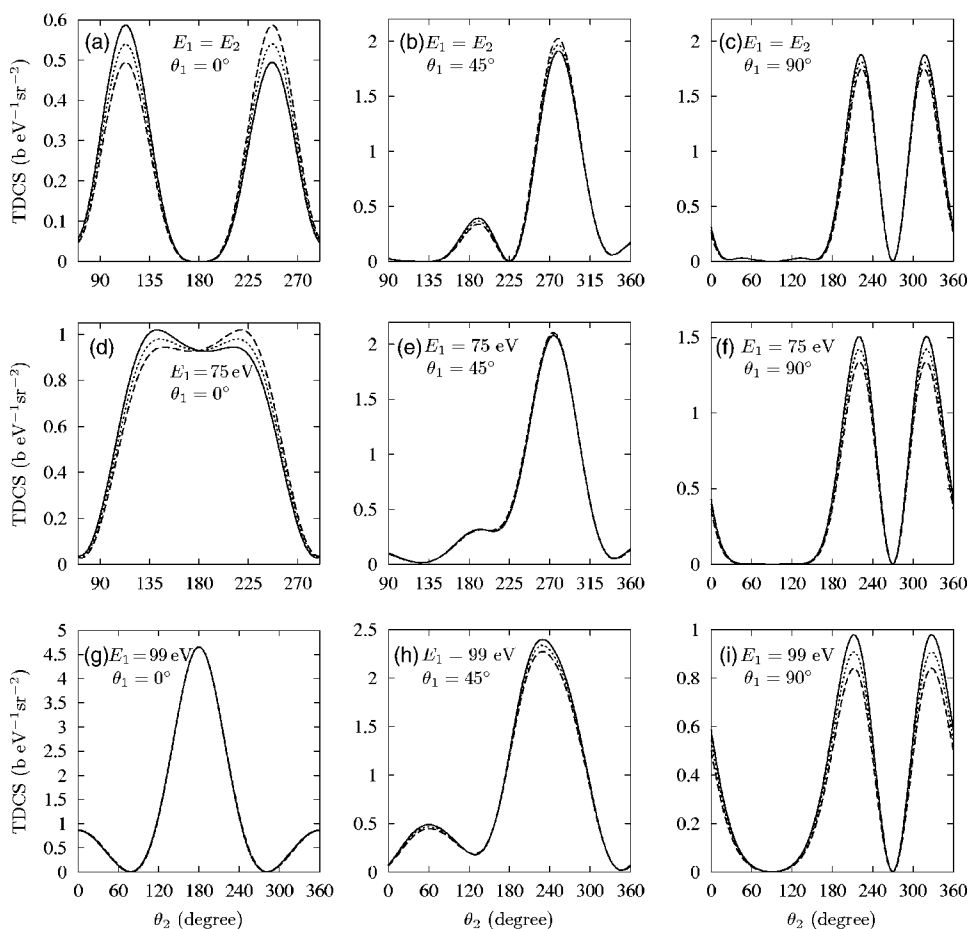 (a) E₁ = E₂
θ₁ = 0°
TDCS (b eV⁻¹sr⁻²)
0.6
0.5
0.4
0.3
0.2
0.1
0
90 135 180 225 270
(b) E₁ = E₂
θ₁ = 45°
2
1.5
1
0.5
0
90 135 180 225 270 315 360
(c) E₁ = E₂
θ₁ = 90°
2
1.5
1
0.5
0
0 60 120 180 240 300 360
(d)
E₁ = 75 eV
θ₁ = 0°
TDCS (b eV⁻¹sr⁻²)
1
0.8
0.6
0.4
0.2
0
90 135 180 225 270
(e) E₁ = 75 eV
θ₁ = 45°
2
1.5
1
0.5
0
90 135 180 225 270 315 360
(f) E₁ = 75 eV
θ₁ = 90°
1.5
1
0.5
0
0 60 120 180 240 300 360
(g) E₁ = 99 eV
θ₁ = 0°
TDCS (b eV⁻¹sr⁻²)
5
4.5
4
3.5
3
2.5
2
1.5
1
0.5
0
0 60 120 180 240 300 360
θ₂ (degree)
(h) E₁ = 99 eV
θ₁ = 45°
2.5
2
1.5
1
0.5
0
0 60 120 180 240 300 360
θ₂ (degree)
(i) E₁ = 99 eV
θ₁ = 90°
1
0.8
0.6
0.4
0.2
0
0 60 120 180 240 300 360
θ₂ (degree)